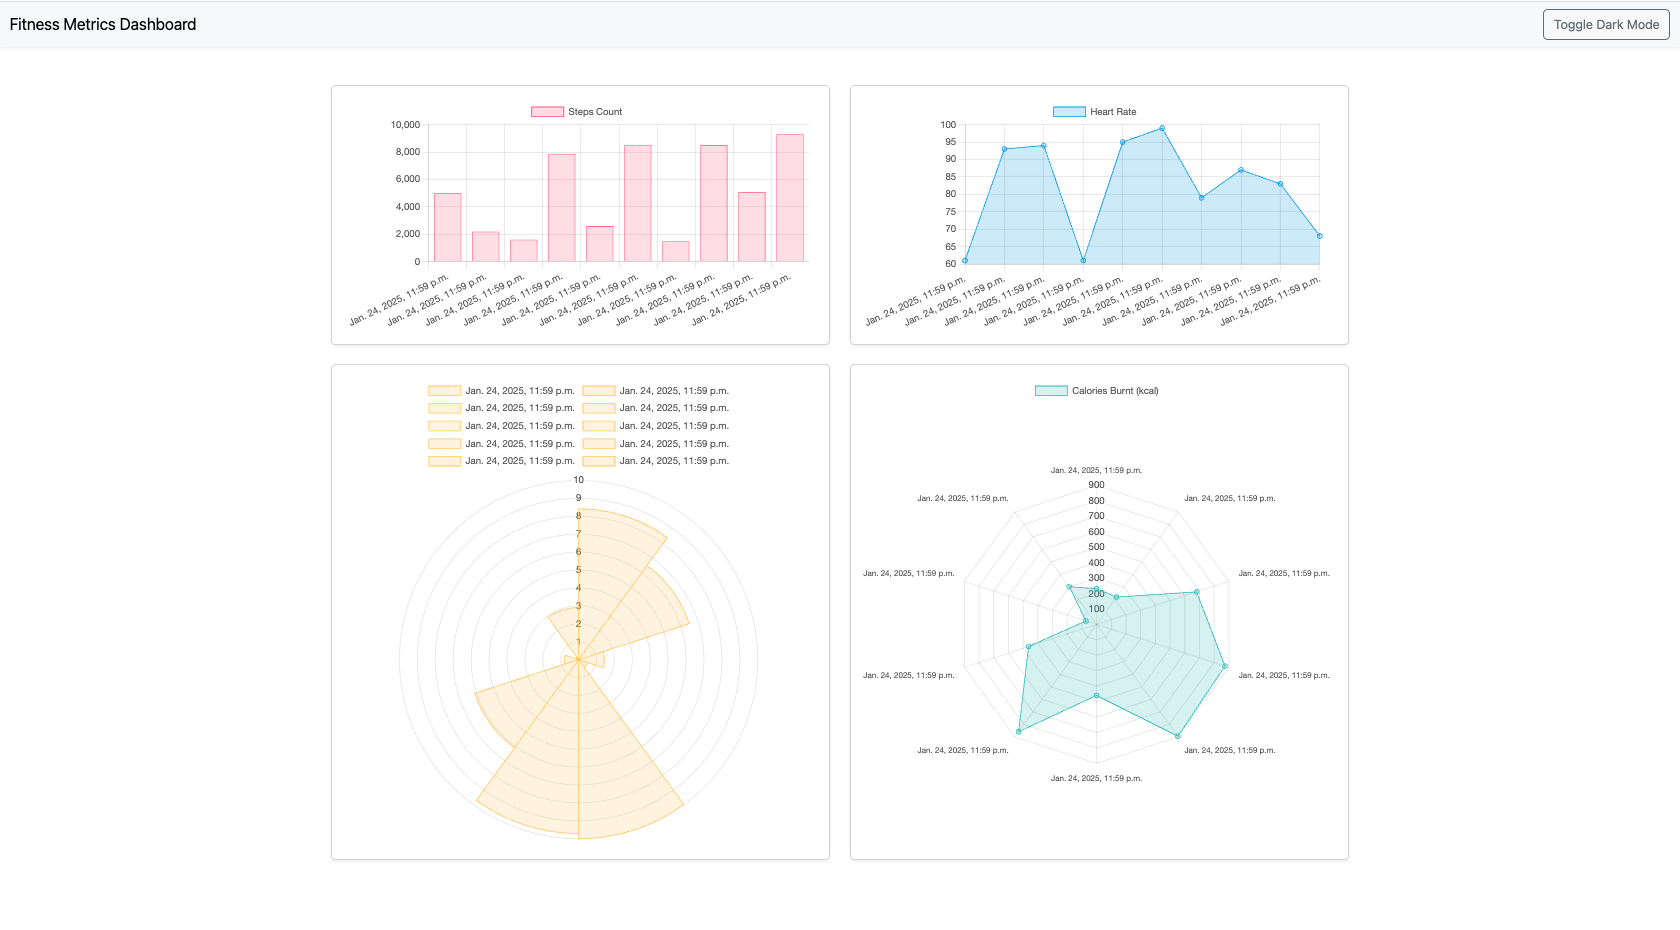 Fitness Metrics Dashboard
Toggle Dark Mode
Steps Count
10,000
8,000
6,000
4,000
2,000
0
Jan. 24, 2025, 11:59 p.m.
Jan. 24, 2025, 11:59 p.m.
Jan. 24, 2025, 11:59 p.m.
Jan. 24, 2025, 11:59 p.m.
Jan. 24, 2025, 11:59 p.m.
Jan. 24, 2025, 11:59 p.m.
Jan. 24, 2025, 11:59 p.m.
Jan. 24, 2025, 11:59 p.m.
Jan. 24, 2025, 11:59 p.m.
Jan. 24, 2025, 11:59 p.m.
Heart Rate
100
95
90
85
80
75
70
65
60
Jan. 24, 2025, 11:59 p.m.
Jan. 24, 2025, 11:59 p.m.
Jan. 24, 2025, 11:59 p.m.
Jan. 24, 2025, 11:59 p.m.
Jan. 24, 2025, 11:59 p.m.
Jan. 24, 2025, 11:59 p.m.
Jan. 24, 2025, 11:59 p.m.
Jan. 24, 2025, 11:59 p.m.
Jan. 24, 2025, 11:59 p.m.
Jan. 24, 2025, 11:59 p.m.
Jan. 24, 2025, 11:59 p.m. Jan. 24, 2025, 11:59 p.m.
Jan. 24, 2025, 11:59 p.m. Jan. 24, 2025, 11:59 p.m.
Jan. 24, 2025, 11:59 p.m. Jan. 24, 2025, 11:59 p.m.
Jan. 24, 2025, 11:59 p.m. Jan. 24, 2025, 11:59 p.m.
Jan. 24, 2025, 11:59 p.m. Jan. 24, 2025, 11:59 p.m.
10
9
8
7
6
5
4
3
2
1
Calories Burnt (kcal)
Jan. 24, 2025, 11:59 p.m.
Jan. 24, 2025, 11:59 p.m.
Jan. 24, 2025, 11:59 p.m.
Jan. 24, 2025, 11:59 p.m.
Jan. 24, 2025, 11:59 p.m.
Jan. 24, 2025, 11:59 p.m.
Jan. 24, 2025, 11:59 p.m.
Jan. 24, 2025, 11:59 p.m.
Jan. 24, 2025, 11:59 p.m.
Jan. 24, 2025, 11:59 p.m.
900
800
700
600
500
400
300
200
100